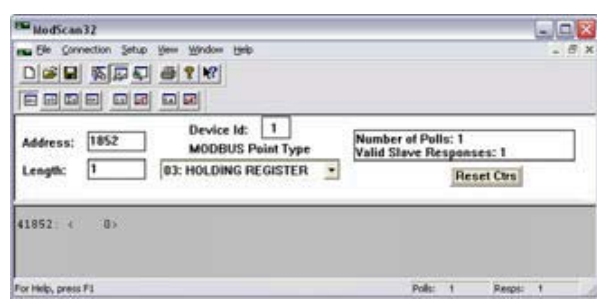 ModScan32
File Connection Setup View Window Help
Address: 1852
Device Id: 1
MODBUS Point Type
Length: 1
03: HOLDING REGISTER
Number of Polls: 1
Valid Slave Responses: 1
Reset Ctrs
41852: < 0>
For Help, press F1
Polls: 1
Resps: 1